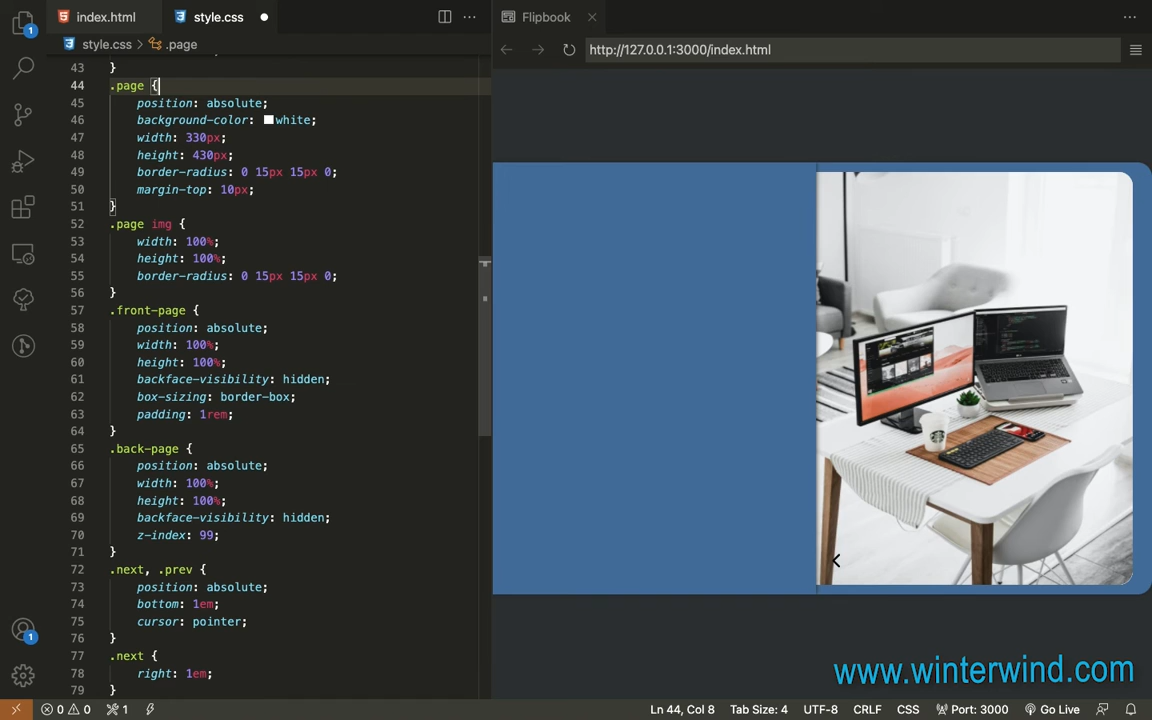 index.html
style.css
Flipbook
style.css > .page
http://127.0.0.1:3000/index.html
43 }
44 .page {
45 position: absolute;
46 background-color: white;
47 width: 330px;
48 height: 430px;
49 border-radius: 0 15px 15px 0;
50 margin-top: 10px;
51 }
52 .page img {
53 width: 100%;
54 height: 100%;
55 border-radius: 0 15px 15px 0;
56 }
57 .front-page {
58 position: absolute;
59 width: 100%;
60 height: 100%;
61 backface-visibility: hidden;
62 box-sizing: border-box;
63 padding: 1rem;
64 }
65 .back-page {
66 position: absolute;
67 width: 100%;
68 height: 100%;
69 backface-visibility: hidden;
70 z-index: 99;
71 }
72 .next, .prev {
73 position: absolute;
74 bottom: 1em;
75 cursor: pointer;
76 }
77 .next {
78 right: 1em;
79 }
1
1
www.winterwind.com
0 0 1 Ln 44, Col 8 Tab Size: 4 UTF-8 CRLF CSS Port: 3000 Go Live